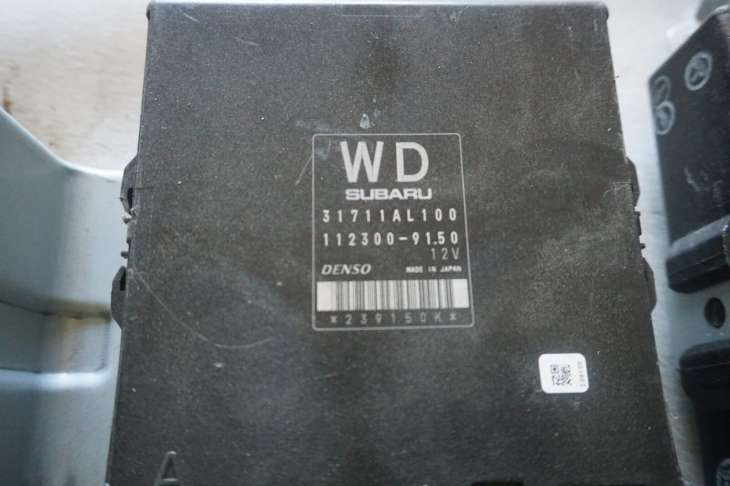 WD
SUBARU
31711AL100
112300-9150
12V
DENSO MADE IN JAPAN
*239150K*
A